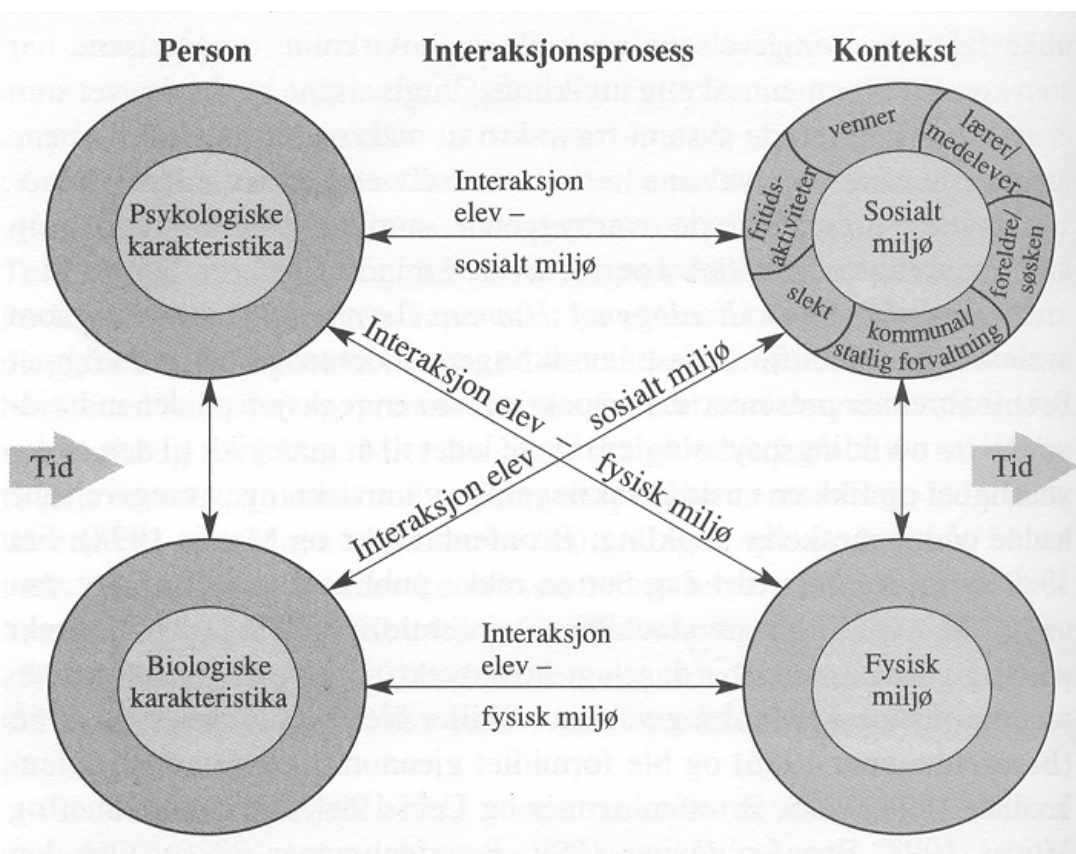 Person
Interaksjonsprosess
Kontekst
Psykologiske
karakteristika
Interaksjon
elev –
sosialt miljø
venner
lærer/
medelever
foreldre/
søsken
kommunal/
statlig forvaltning
slekt
fritids-
aktiviteter
Sosialt
miljø
Interaksjon elev
fysisk miljø
Interaksjon elev
sosialt miljø
Tid
Tid
Biologiske
karakteristika
Interaksjon
elev –
fysisk miljø
Fysisk
miljø